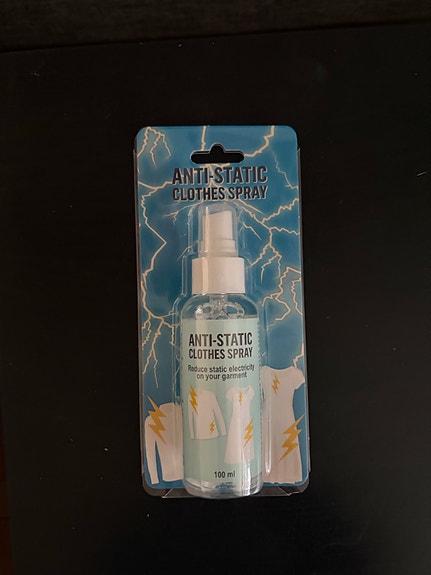 ANTI-STATIC
CLOTHES SPRAY
ANTI-STATIC
CLOTHES SPRAY
Reduce static electricity
on your garment
100 ml